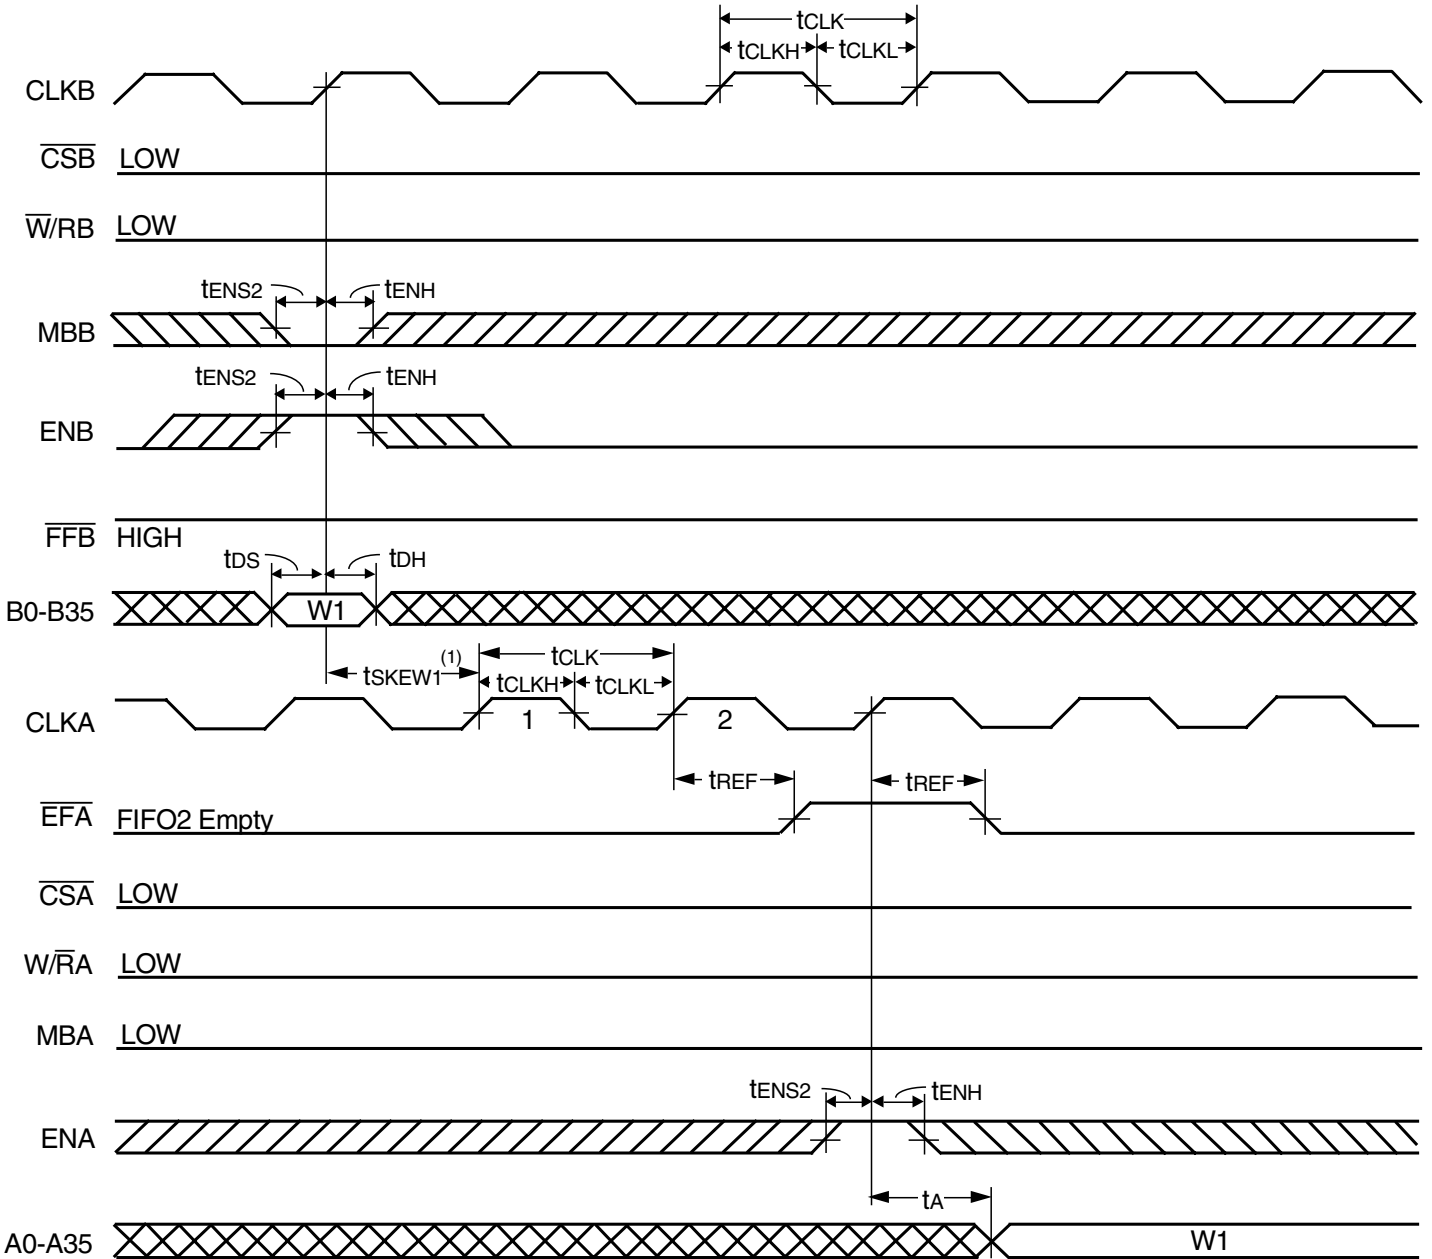 tCLK
tCLKH tCLKL
CLKB
CSB LOW
W/RB LOW
tENS2 tENH
MBB
tENS2 tENH
ENB
FFB HIGH
tDS tDH
B0-B35 W1
tSKEW1(1) tCLK
tCLKH tCLKL
CLKA 1 2
tREF tREF
EFA FIFO2 Empty
CSA LOW
W/RA LOW
MBA LOW
tENS2 tENH
ENA
tA
A0-A35 W1